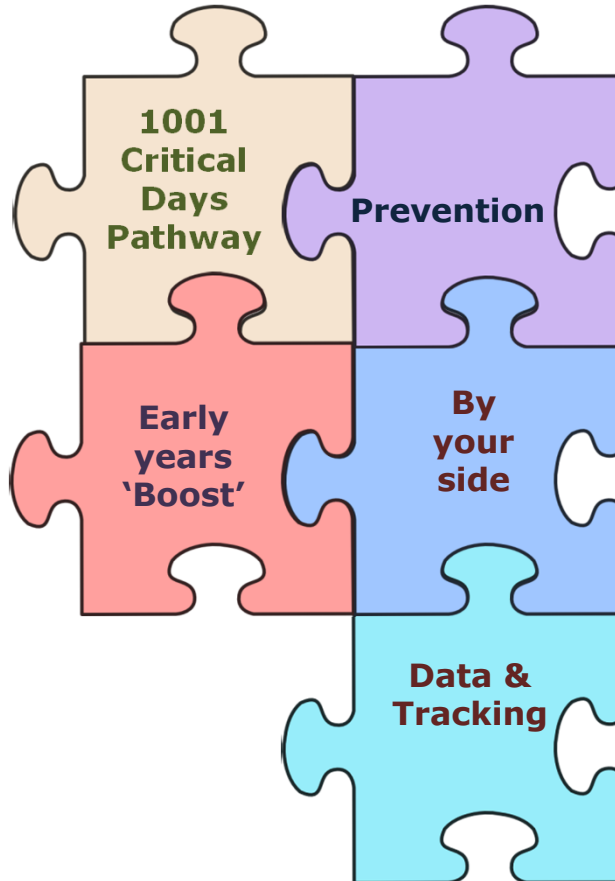 1001
Critical
Days
Pathway
Prevention
Early
years
‘Boost’
By
your
side
Data &
Tracking